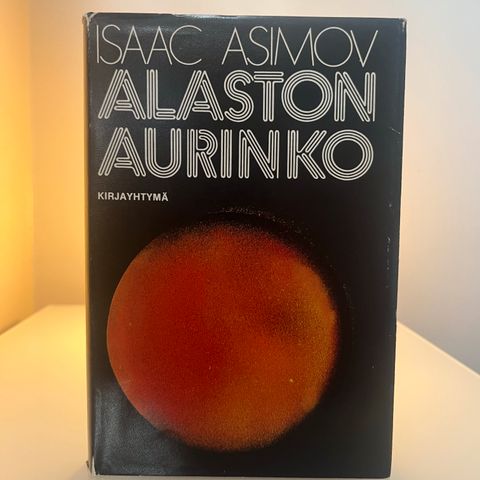 ISAAC ASIMOV
ALASTON
AURINKO
KIRJAYHTYMÄ